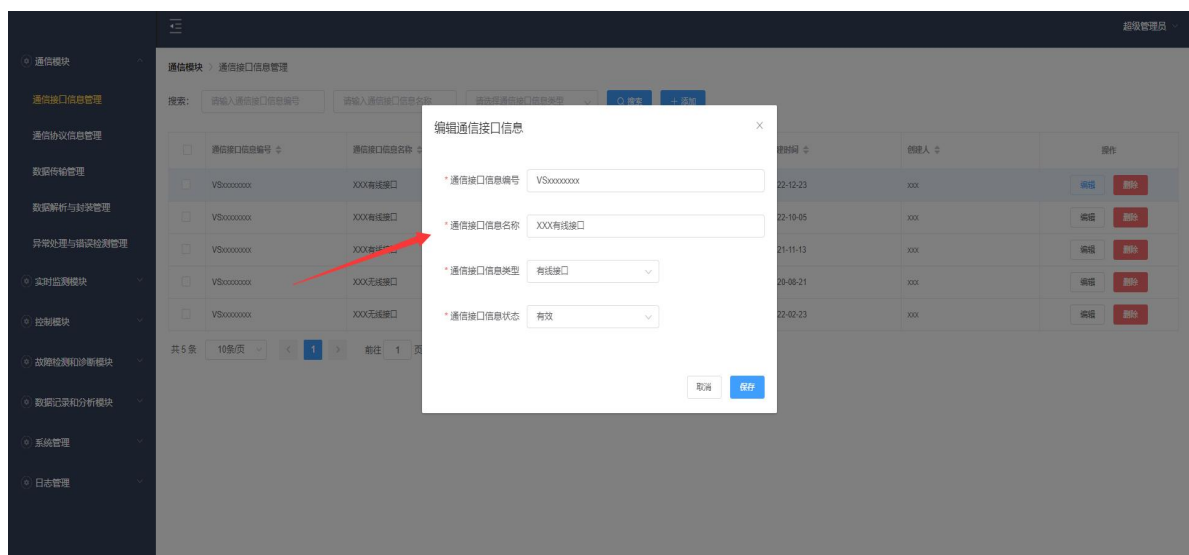 超级管理员
通信模块
通信接口信息管理
通信协议信息管理
数据传输管理
数据解析与封装管理
异常处理与错误检测管理
实时监测模块
控制模块
故障检测和诊断模块
数据记录和分析模块
系统管理
日志管理
通信模块 > 通信接口信息管理
搜索: 请输入通信接口信息编号 请输入通信接口信息名称 请选择通信接口信息类型 搜索 + 添加
通信接口信息编号 通信接口信息名称 建时间 创建人 操作
VSxxxxxxxx XXX有线接口 22-12-23 xxx 编辑 删除
VSxxxxxxxx XXX有线接口 22-10-05 xxx 编辑 删除
VSxxxxxxxx XXX有线接口 21-11-13 xxx 编辑 删除
VSxxxxxxxx XXX无线接口 20-08-21 xxx 编辑 删除
VSxxxxxxxx XXX无线接口 22-02-23 xxx 编辑 删除
共5条 10条/页 < 1 > 前往 1 页
编辑通信接口信息
* 通信接口信息编号 VSxxxxxxxx
* 通信接口信息名称 XXX有线接口
* 通信接口信息类型 有线接口
* 通信接口信息状态 有效
取消 保存